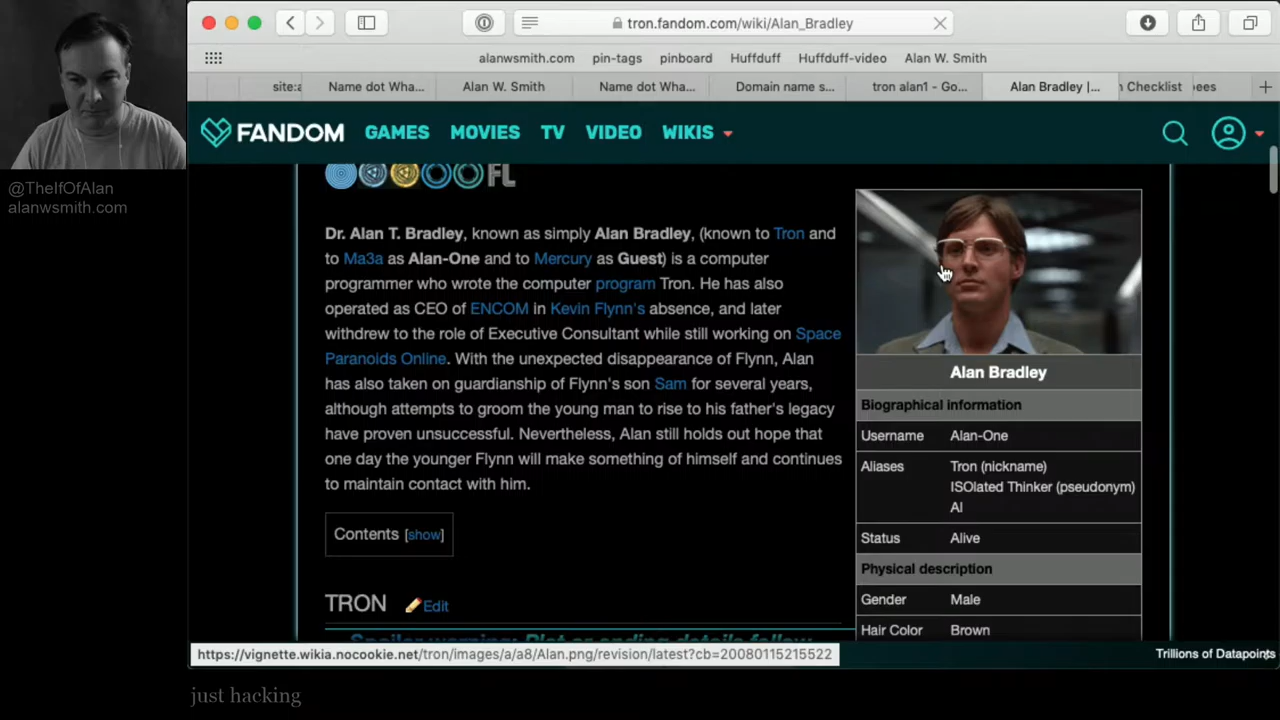 tron.fandom.com/wiki/Alan_Bradley
alanwsmith.com pin-tags pinboard Huffduff Huffduff-video Alan W. Smith
site:a Name dot Wha... Alan W. Smith Name dot Wha... Domain name s... tron alan1 - Go... Alan Bradley |... n Checklist ees
FANDOM GAMES MOVIES TV VIDEO WIKIS
FL
@TheIfOfAlan
alanwsmith.com
Dr. Alan T. Bradley, known as simply Alan Bradley, (known to Tron and
to Ma3a as Alan-One and to Mercury as Guest) is a computer
programmer who wrote the computer program Tron. He has also
operated as CEO of ENCOM in Kevin Flynn's absence, and later
withdrew to the role of Executive Consultant while still working on Space
Paranoids Online. With the unexpected disappearance of Flynn, Alan
has also taken on guardianship of Flynn's son Sam for several years,
although attempts to groom the young man to rise to his father's legacy
have proven unsuccessful. Nevertheless, Alan still holds out hope that
one day the younger Flynn will make something of himself and continues
to maintain contact with him.
Contents [show]
TRON Edit
Spoiler warning: Plot or ending details follow
Alan Bradley
Biographical information
Username Alan-One
Aliases Tron (nickname)
ISOlated Thinker (pseudonym)
Al
Status Alive
Physical description
Gender Male
Hair Color Brown
https://vignette.wikia.nocookie.net/tron/images/a/a8/Alan.png/revision/latest?cb=20080115215522
Trillions of Datapoints
just hacking